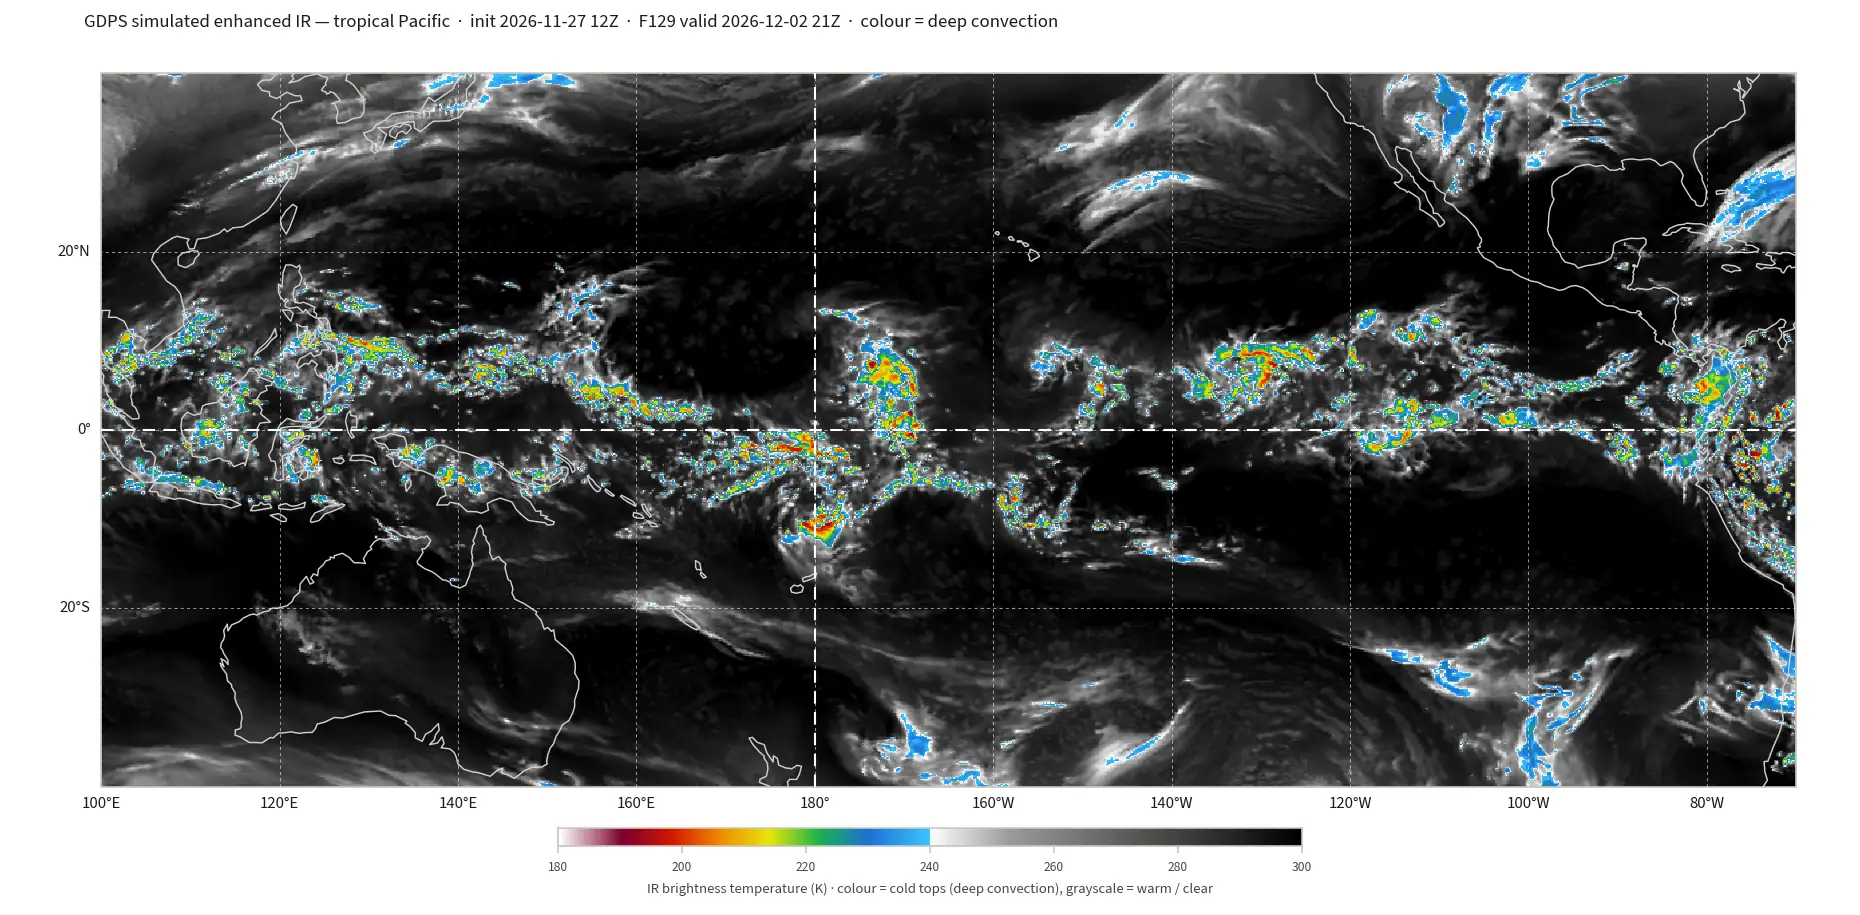 GDPS simulated enhanced IR — tropical Pacific · init 2026-11-27 12Z · F129 valid 2026-12-02 21Z · colour = deep convection
20°N
0°
20°S
100°E 120°E 140°E 160°E 180° 160°W 140°W 120°W 100°W 80°W
180 200 220 240 260 280 300
IR brightness temperature (K) · colour = cold tops (deep convection), grayscale = warm / clear